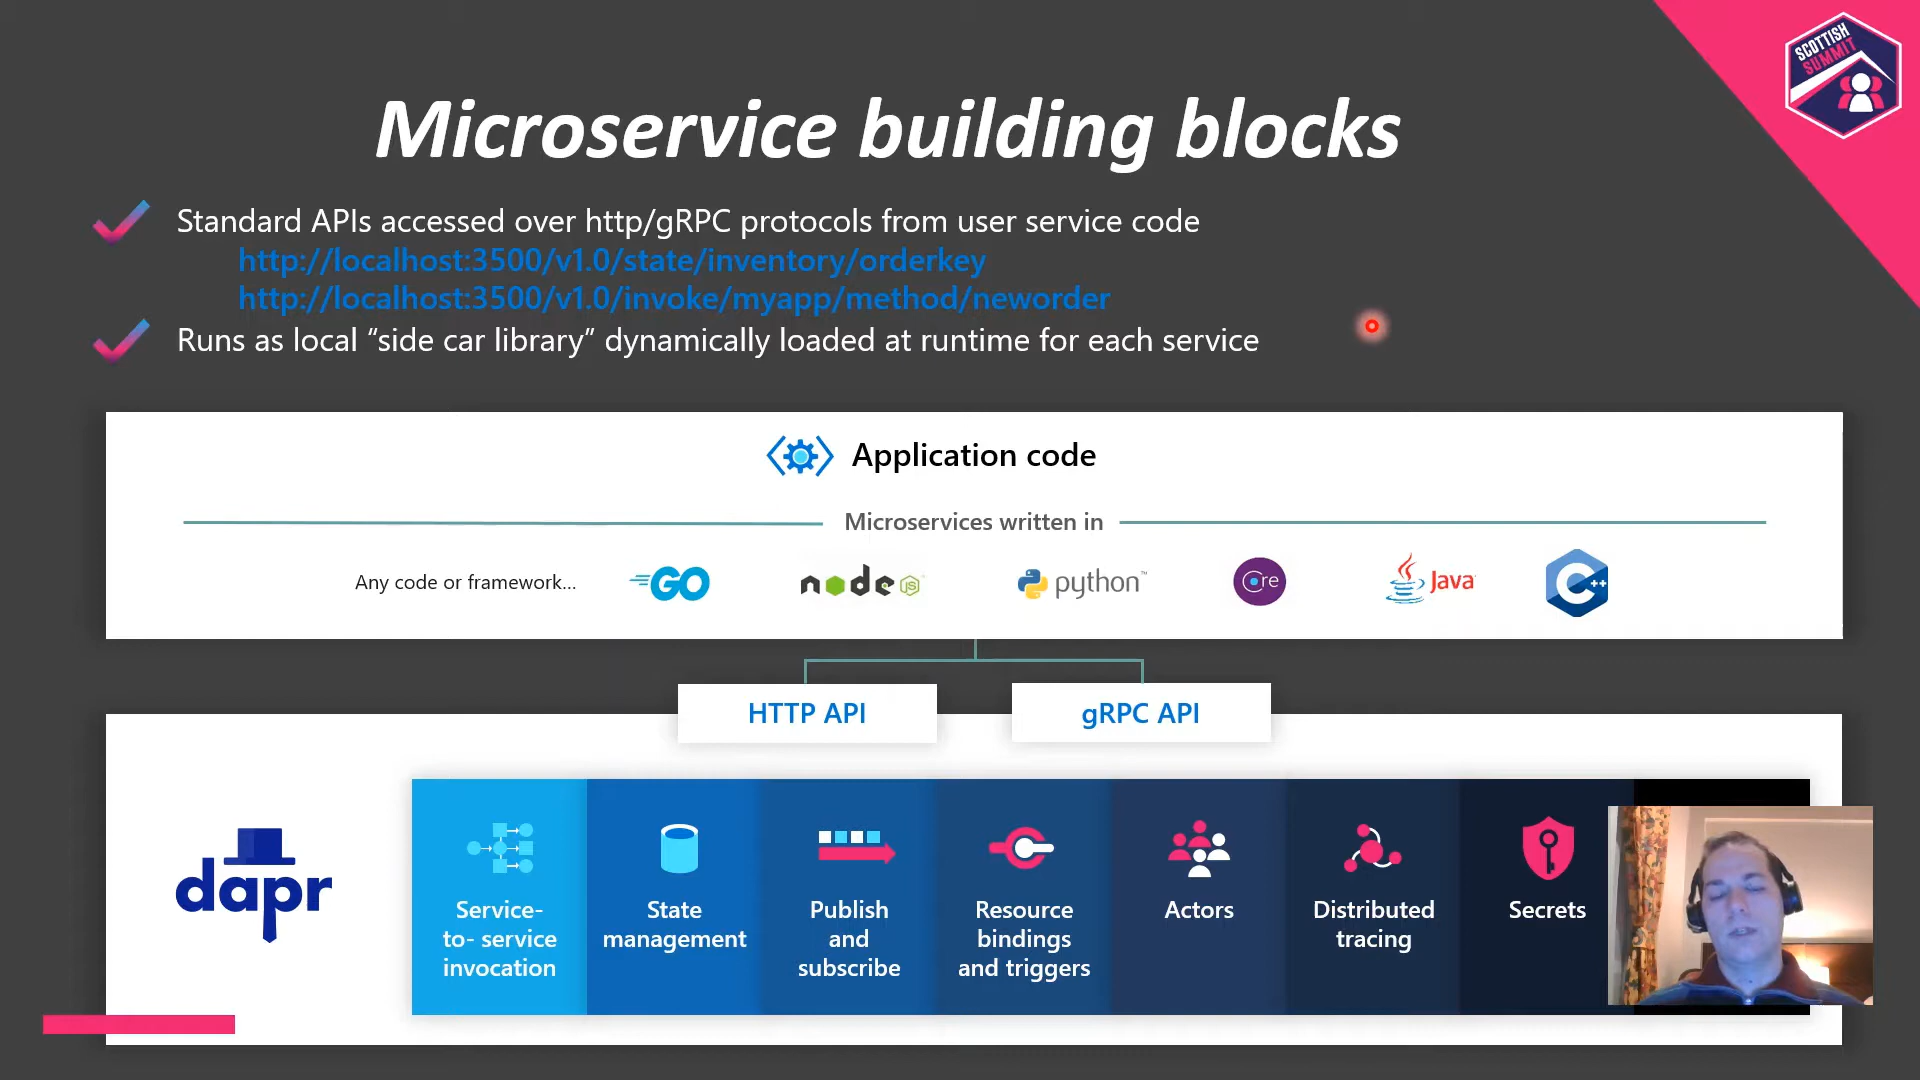 SCOTTISH
SUMMIT
Microservice building blocks
Standard APIs accessed over http/gRPC protocols from user service code
http://localhost:3500/v1.0/state/inventory/orderkey
http://localhost:3500/v1.0/invoke/myapp/method/neworder
Runs as local “side car library” dynamically loaded at runtime for each service
Application code
Microservices written in
Any code or framework...
GO
node JS
python™
Core
Java
C++
HTTP API
gRPC API
dapr
Service-
to- service
invocation
State
management
Publish
and
subscribe
Resource
bindings
and triggers
Actors
Distributed
tracing
Secrets